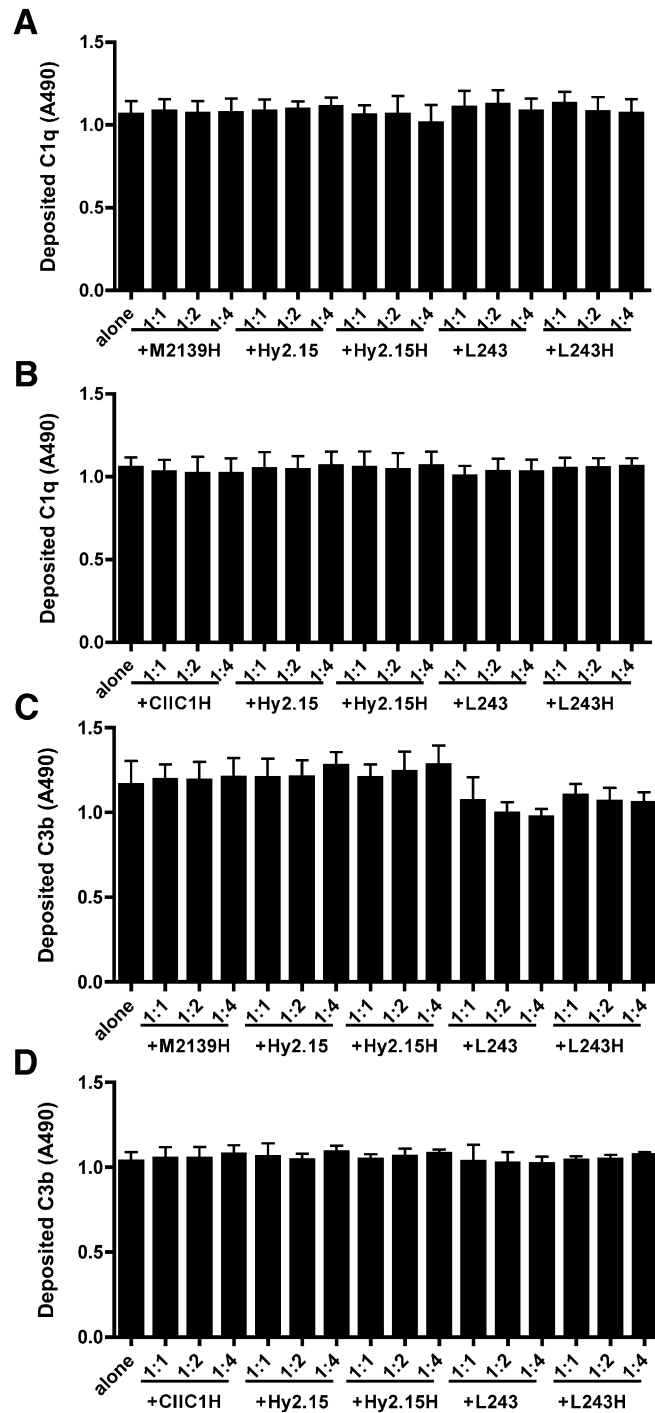 A
Deposited C1q (A490)
1.5
1.0
0.5
0.0
alone 1:1 1:2 1:4 1:1 1:2 1:4 1:1 1:2 1:4 1:1 1:2 1:4 1:1 1:2 1:4
+M2139H +Hy2.15 +Hy2.15H +L243 +L243H
B
Deposited C1q (A490)
1.5
1.0
0.5
0.0
alone 1:1 1:2 1:4 1:1 1:2 1:4 1:1 1:2 1:4 1:1 1:2 1:4 1:1 1:2 1:4
+CIIC1H +Hy2.15 +Hy2.15H +L243 +L243H
C
Deposited C3b (A490)
1.5
1.0
0.5
0.0
alone 1:1 1:2 1:4 1:1 1:2 1:4 1:1 1:2 1:4 1:1 1:2 1:4 1:1 1:2 1:4
+M2139H +Hy2.15 +Hy2.15H +L243 +L243H
D
Deposited C3b (A490)
1.5
1.0
0.5
0.0
alone 1:1 1:2 1:4 1:1 1:2 1:4 1:1 1:2 1:4 1:1 1:2 1:4 1:1 1:2 1:4
+CIIC1H +Hy2.15 +Hy2.15H +L243 +L243H